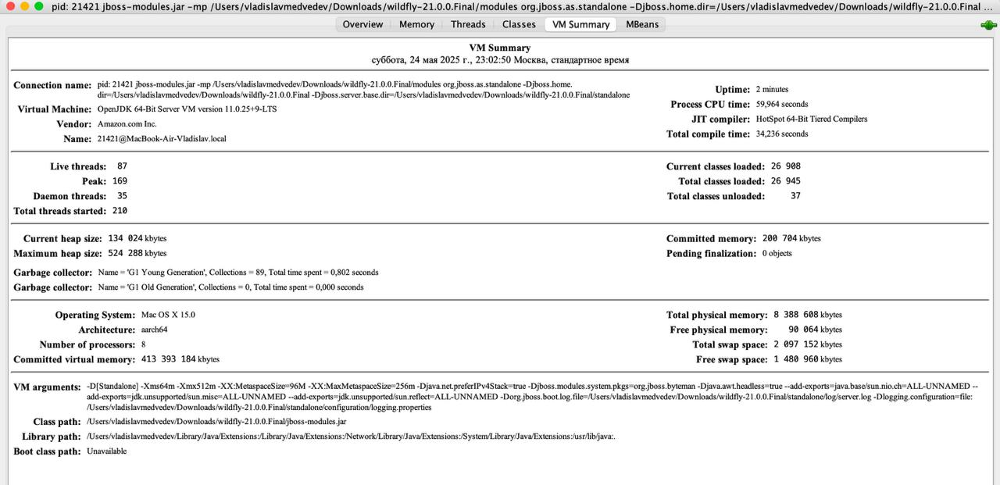 pid: 21421 jboss-modules.jar -mp /Users/vladislavmedvedev/Downloads/wildfly-21.0.0.Final/modules org.jboss.as.standalone -Djboss.home.dir=/Users/vladislavmedvedev/Downloads/wildfly-21.0.0.Final ...
Overview Memory Threads Classes VM Summary MBeans
VM Summary
суббота, 24 мая 2025 г., 23:02:50 Москва, стандартное время
Connection name: pid: 21421 jboss-modules.jar -mp /Users/vladislavmedvedev/Downloads/wildfly-21.0.0.Final/modules org.jboss.as.standalone -Djboss.home.
dir=/Users/vladislavmedvedev/Downloads/wildfly-21.0.0.Final -Djboss.server.base.dir=/Users/vladislavmedvedev/Downloads/wildfly-21.0.0.Final/standalone
Virtual Machine: OpenJDK 64-Bit Server VM version 11.0.25+9-LTS
Vendor: Amazon.com Inc.
Name: 21421@MacBook-Air-Vladislav.local
Uptime: 2 minutes
Process CPU time: 59,964 seconds
JIT compiler: HotSpot 64-Bit Tiered Compilers
Total compile time: 34,236 seconds
Live threads: 87
Peak: 169
Daemon threads: 35
Total threads started: 210
Current classes loaded: 26 908
Total classes loaded: 26 945
Total classes unloaded: 37
Current heap size: 134 024 kbytes
Maximum heap size: 524 288 kbytes
Committed memory: 200 704 kbytes
Pending finalization: 0 objects
Garbage collector: Name = 'G1 Young Generation', Collections = 89, Total time spent = 0,802 seconds
Garbage collector: Name = 'G1 Old Generation', Collections = 0, Total time spent = 0,000 seconds
Operating System: Mac OS X 15.0
Architecture: aarch64
Number of processors: 8
Committed virtual memory: 413 393 184 kbytes
Total physical memory: 8 388 608 kbytes
Free physical memory: 90 064 kbytes
Total swap space: 2 097 152 kbytes
Free swap space: 1 480 960 kbytes
VM arguments: -D[Standalone] -Xms64m -Xmx512m -XX:MetaspaceSize=96M -XX:MaxMetaspaceSize=256m -Djava.net.preferIPv4Stack=true -Djboss.modules.system.pkgs=org.jboss.byteman -Djava.awt.headless=true --add-exports=java.base/sun.nio.ch=ALL-UNNAMED --
add-exports=jdk.unsupported/sun.misc=ALL-UNNAMED --add-exports=jdk.unsupported/sun.reflect=ALL-UNNAMED -Dorg.jboss.boot.log.file=/Users/vladislavmedvedev/Downloads/wildfly-21.0.0.Final/standalone/log/server.log -Dlogging.configuration=file:
/Users/vladislavmedvedev/Downloads/wildfly-21.0.0.Final/standalone/configuration/logging.properties
Class path: /Users/vladislavmedvedev/Downloads/wildfly-21.0.0.Final/jboss-modules.jar
Library path: /Users/vladislavmedvedev/Library/Java/Extensions:/Library/Java/Extensions:/Network/Library/Java/Extensions:/System/Library/Java/Extensions:/usr/lib/java:.
Boot class path: Unavailable